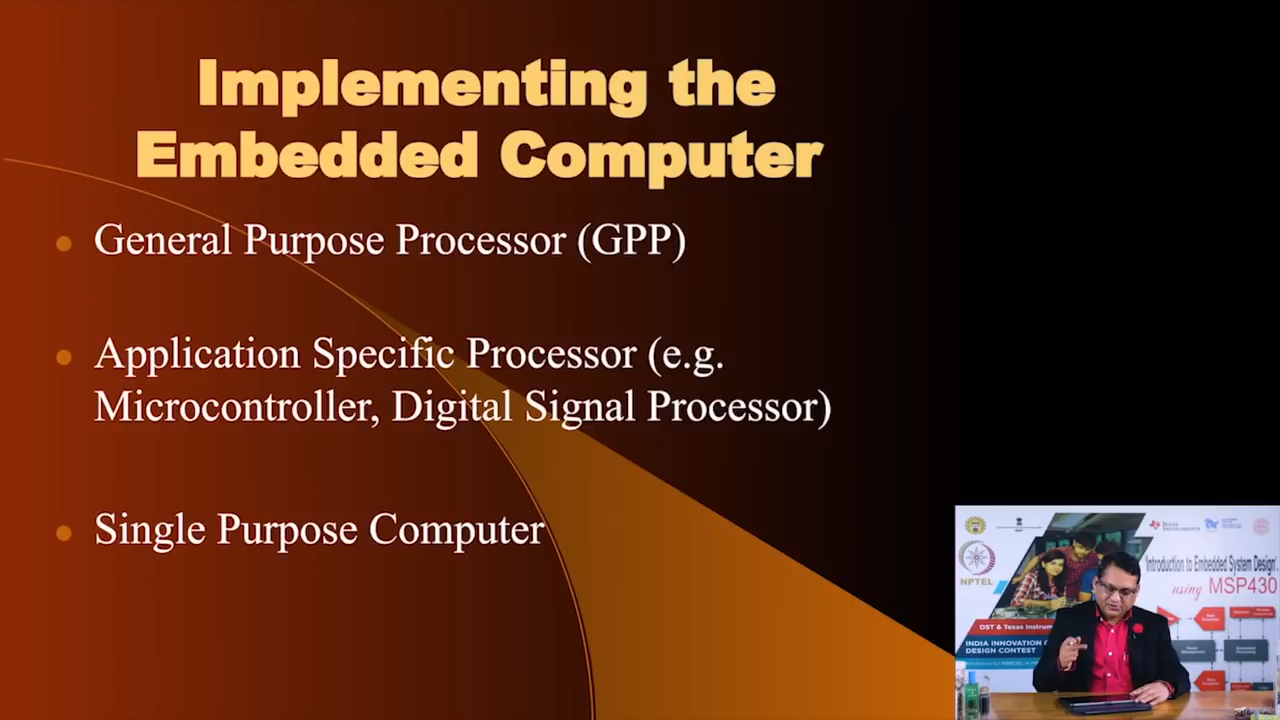 Implementing the
Embedded Computer
General Purpose Processor (GPP)
Application Specific Processor (e.g.
Microcontroller, Digital Signal Processor)
Single Purpose Computer
NPTEL
'Introduction to Embedded System Design'
using MSP430
DST & Texas Instrum
INDIA INNOVATION
DESIGN CONTEST